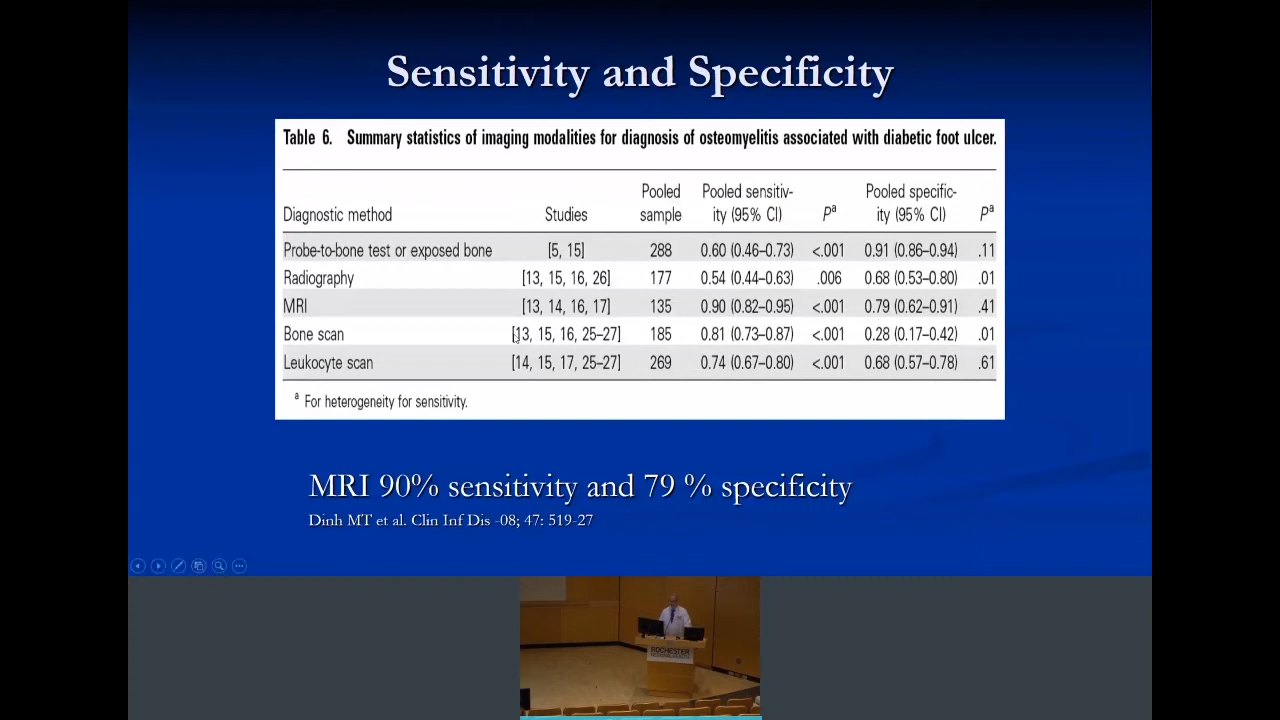 Sensitivity and Specificity
Table 6. Summary statistics of imaging modalities for diagnosis of osteomyelitis associated with diabetic foot ulcer.
Diagnostic method Studies Pooled sample Pooled sensitiv-ity (95% CI) Pa Pooled specific-ity (95% CI) Pa
Probe-to-bone test or exposed bone [5, 15] 288 0.60 (0.46–0.73) <.001 0.91 (0.86–0.94) .11
Radiography [13, 15, 16, 26] 177 0.54 (0.44–0.63) .006 0.68 (0.53–0.80) .01
MRI [13, 14, 16, 17] 135 0.90 (0.82–0.95) <.001 0.79 (0.62–0.91) .41
Bone scan [13, 15, 16, 25–27] 185 0.81 (0.73–0.87) <.001 0.28 (0.17–0.42) .01
Leukocyte scan [14, 15, 17, 25–27] 269 0.74 (0.67–0.80) <.001 0.68 (0.57–0.78) .61
a For heterogeneity for sensitivity.
MRI 90% sensitivity and 79 % specificity
Dinh MT et al. Clin Inf Dis -08; 47: 519-27
ROCHESTER
REGIONAL HEALTH